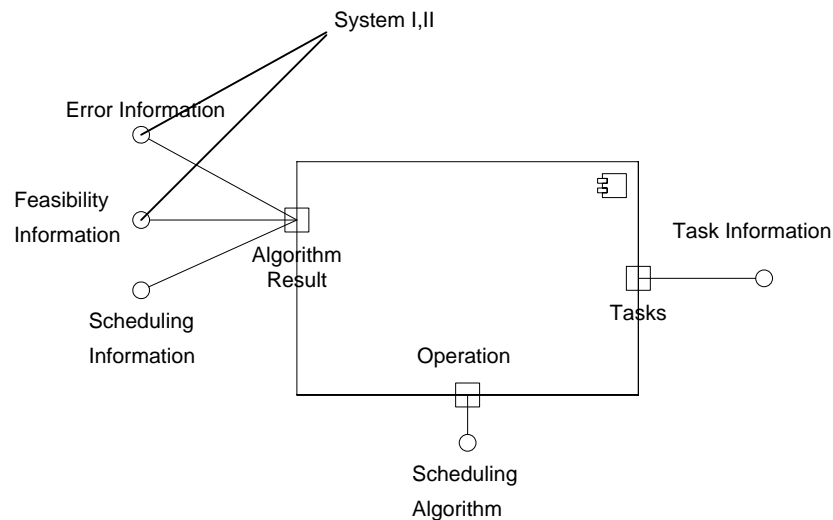 System I,II
Error Information
Feasibility
Information
Task Information
Algorithm
Result
Tasks
Scheduling
Information
Operation
Scheduling
Algorithm